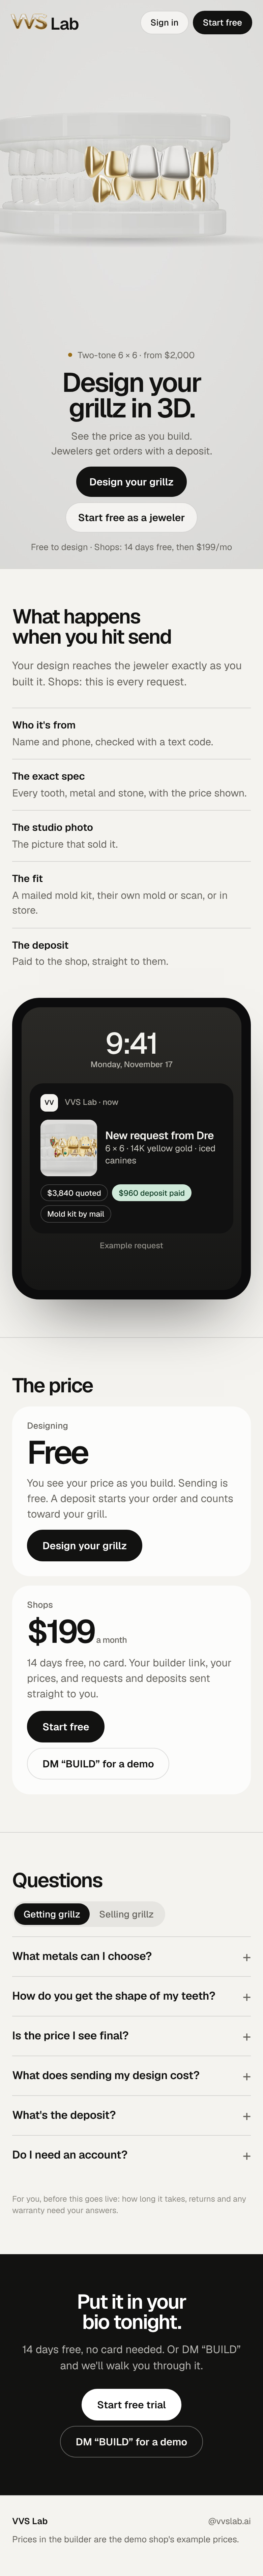 VVS Lab
Sign in
Start free
Two-tone 6 × 6 · from $2,000
Design your
grillz in 3D.
See the price as you build.
Jewelers get orders with a deposit.
Design your grillz
Start free as a jeweler
Free to design · Shops: 14 days free, then $199/mo
What happens
when you hit send
Your design reaches the jeweler exactly as you
built it. Shops: this is every request.
Who it's from
Name and phone, checked with a text code.
The exact spec
Every tooth, metal and stone, with the price shown.
The studio photo
The picture that sold it.
The fit
A mailed mold kit, their own mold or scan, or in
store.
The deposit
Paid to the shop, straight to them.
9:41
Monday, November 17
VV
VVS Lab · now
New request from Dre
6 × 6 · 14K yellow gold · iced
canines
$3,840 quoted
$960 deposit paid
Mold kit by mail
Example request
The price
Designing
Free
You see your price as you build. Sending is
free. A deposit starts your order and counts
toward your grill.
Design your grillz
Shops
$199 a month
14 days free, no card. Your builder link, your
prices, and requests and deposits sent
straight to you.
Start free
DM “BUILD” for a demo
Questions
Getting grillz
Selling grillz
What metals can I choose?
+
How do you get the shape of my teeth?
+
Is the price I see final?
+
What does sending my design cost?
+
What's the deposit?
+
Do I need an account?
+
For you, before this goes live: how long it takes, returns and any
warranty need your answers.
Put it in your
bio tonight.
14 days free, no card needed. Or DM “BUILD”
and we'll walk you through it.
Start free trial
DM “BUILD” for a demo
VVS Lab
@vvslab.ai
Prices in the builder are the demo shop's example prices.